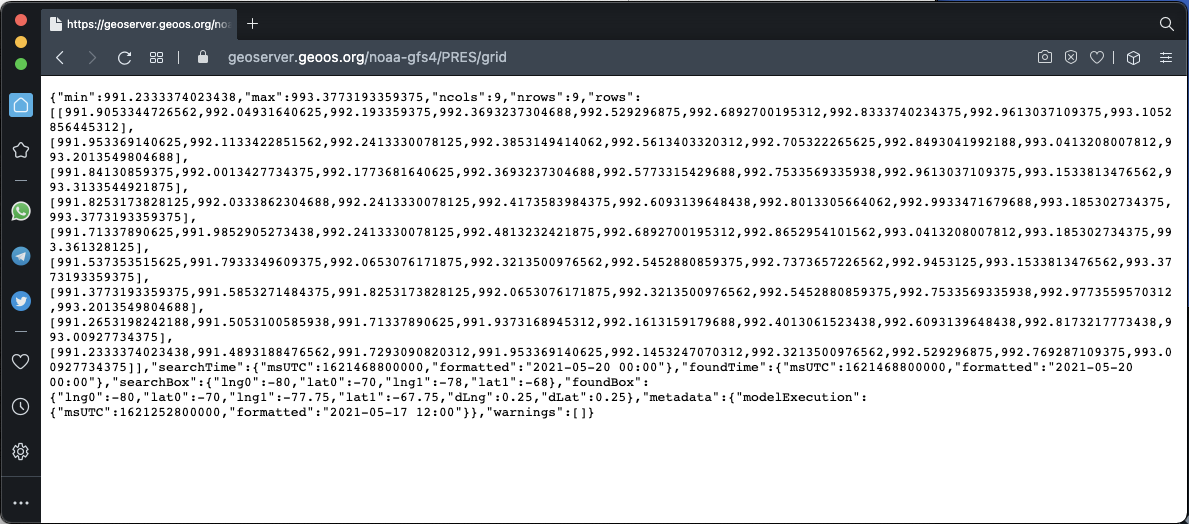 https://geoserver.geoos.org/noa
geoserver.geoos.org/noaa-gfs4/PRES/grid
{"min":991.2333374023438,"max":993.3773193359375,"ncols":9,"nrows":9,"rows":
[[991.9053344726562,992.04931640625,992.193359375,992.3693237304688,992.529296875,992.6892700195312,992.8333740234375,992.9613037109375,993.1052
856445312],
[991.953369140625,992.1133422851562,992.2413330078125,992.3853149414062,992.5613403320312,992.705322265625,992.8493041992188,993.0413208007812,99
3.2013549804688],
[991.84130859375,992.0013427734375,992.1773681640625,992.3693237304688,992.5773315429688,992.7533569335938,992.9613037109375,993.1533813476562,99
3.3133544921875],
[991.8253173828125,992.0333862304688,992.2413330078125,992.4173583984375,992.6093139648438,992.8013305664062,992.9933471679688,993.185302734375,
993.3773193359375],
[991.71337890625,991.9852905273438,992.2413330078125,992.4813232421875,992.6892700195312,992.8652954101562,993.0413208007812,993.185302734375,99
3.361328125],
[991.537353515625,991.7933349609375,992.0653076171875,992.3213500976562,992.5452880859375,992.7373657226562,992.9453125,993.1533813476562,993.37
73193359375],
[991.3773193359375,991.5853271484375,991.8253173828125,992.0653076171875,992.3213500976562,992.5452880859375,992.7533569335938,992.9773559570312
,993.2013549804688],
[991.2653198242188,991.5053100585938,991.71337890625,991.9373168945312,992.1613159179688,992.4013061523438,992.6093139648438,992.8173217773438,9
93.00927734375],
[991.2333374023438,991.4893188476562,991.7293090820312,991.953369140625,992.1453247070312,992.3213500976562,992.529296875,992.769287109375,993.0
0927734375]],"searchTime":{"msUTC":1621468800000,"formatted":"2021-05-20 00:00"},"foundTime":{"msUTC":1621468800000,"formatted":"2021-05-20
00:00"},"searchBox":{"lng0":-80,"lat0":-70,"lng1":-78,"lat1":-68},"foundBox":
{"lng0":-80,"lat0":-70,"lng1":-77.75,"lat1":-67.75,"dLng":0.25,"dLat":0.25},"metadata":{"modelExecution":
{"msUTC":1621252800000,"formatted":"2021-05-17 12:00"}},"warnings":[]}